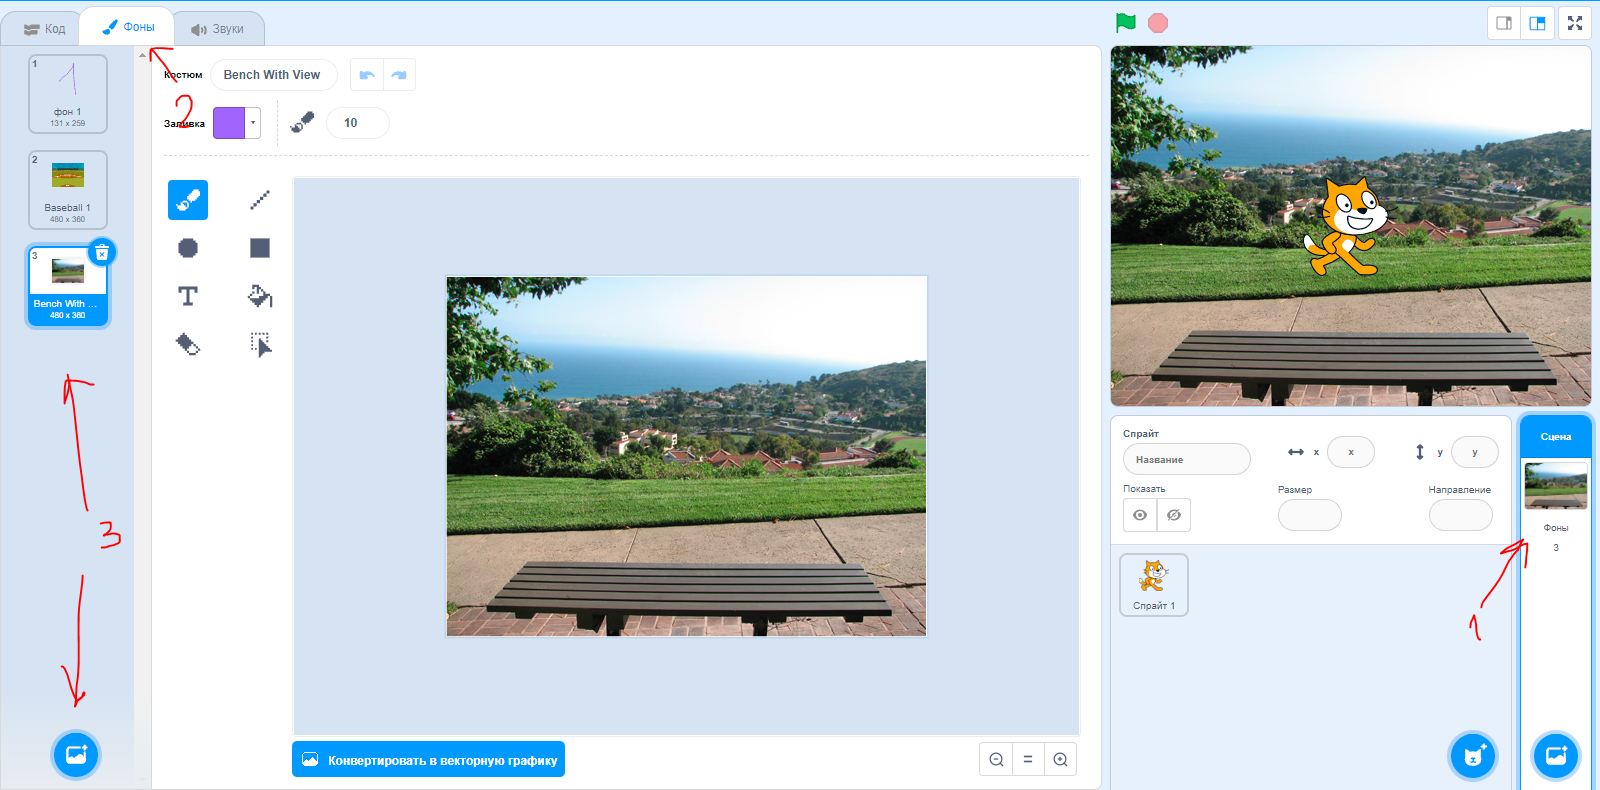 Код
Фоны
Звуки
1
фон 1
131 x 259
2
Baseball 1
480 x 360
3
Bench With ...
480 x 360
3
Костюм
Bench With View
2
Заливка
10
T
Конвертировать в векторную графику
=
Спрайт
Название
x
x
y
y
Показать
Размер
Направление
Спрайт 1
Сцена
Фоны
3
1